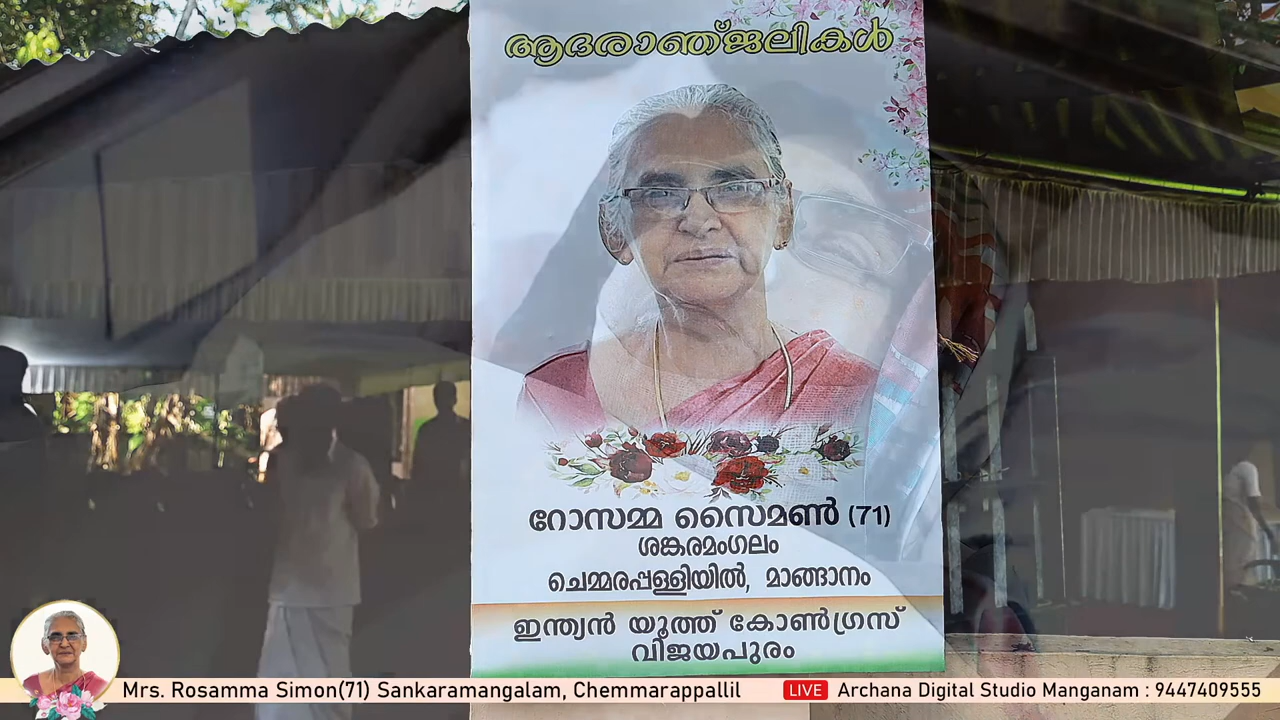 ആദരാഞ്ജലികൾ
റോസമ്മ സൈമൺ (71)
ശങ്കരമംഗലം
ചെമ്മരപ്പള്ളിയിൽ, മാങ്ങാനം
ഇന്ത്യൻ യൂത്ത് കോൺഗ്രസ്
വിജയപുരം
Mrs. Rosamma Simon(71) Sankaramangalam, Chemmarappallil LIVE Archana Digital Studio Manganam : 9447409555